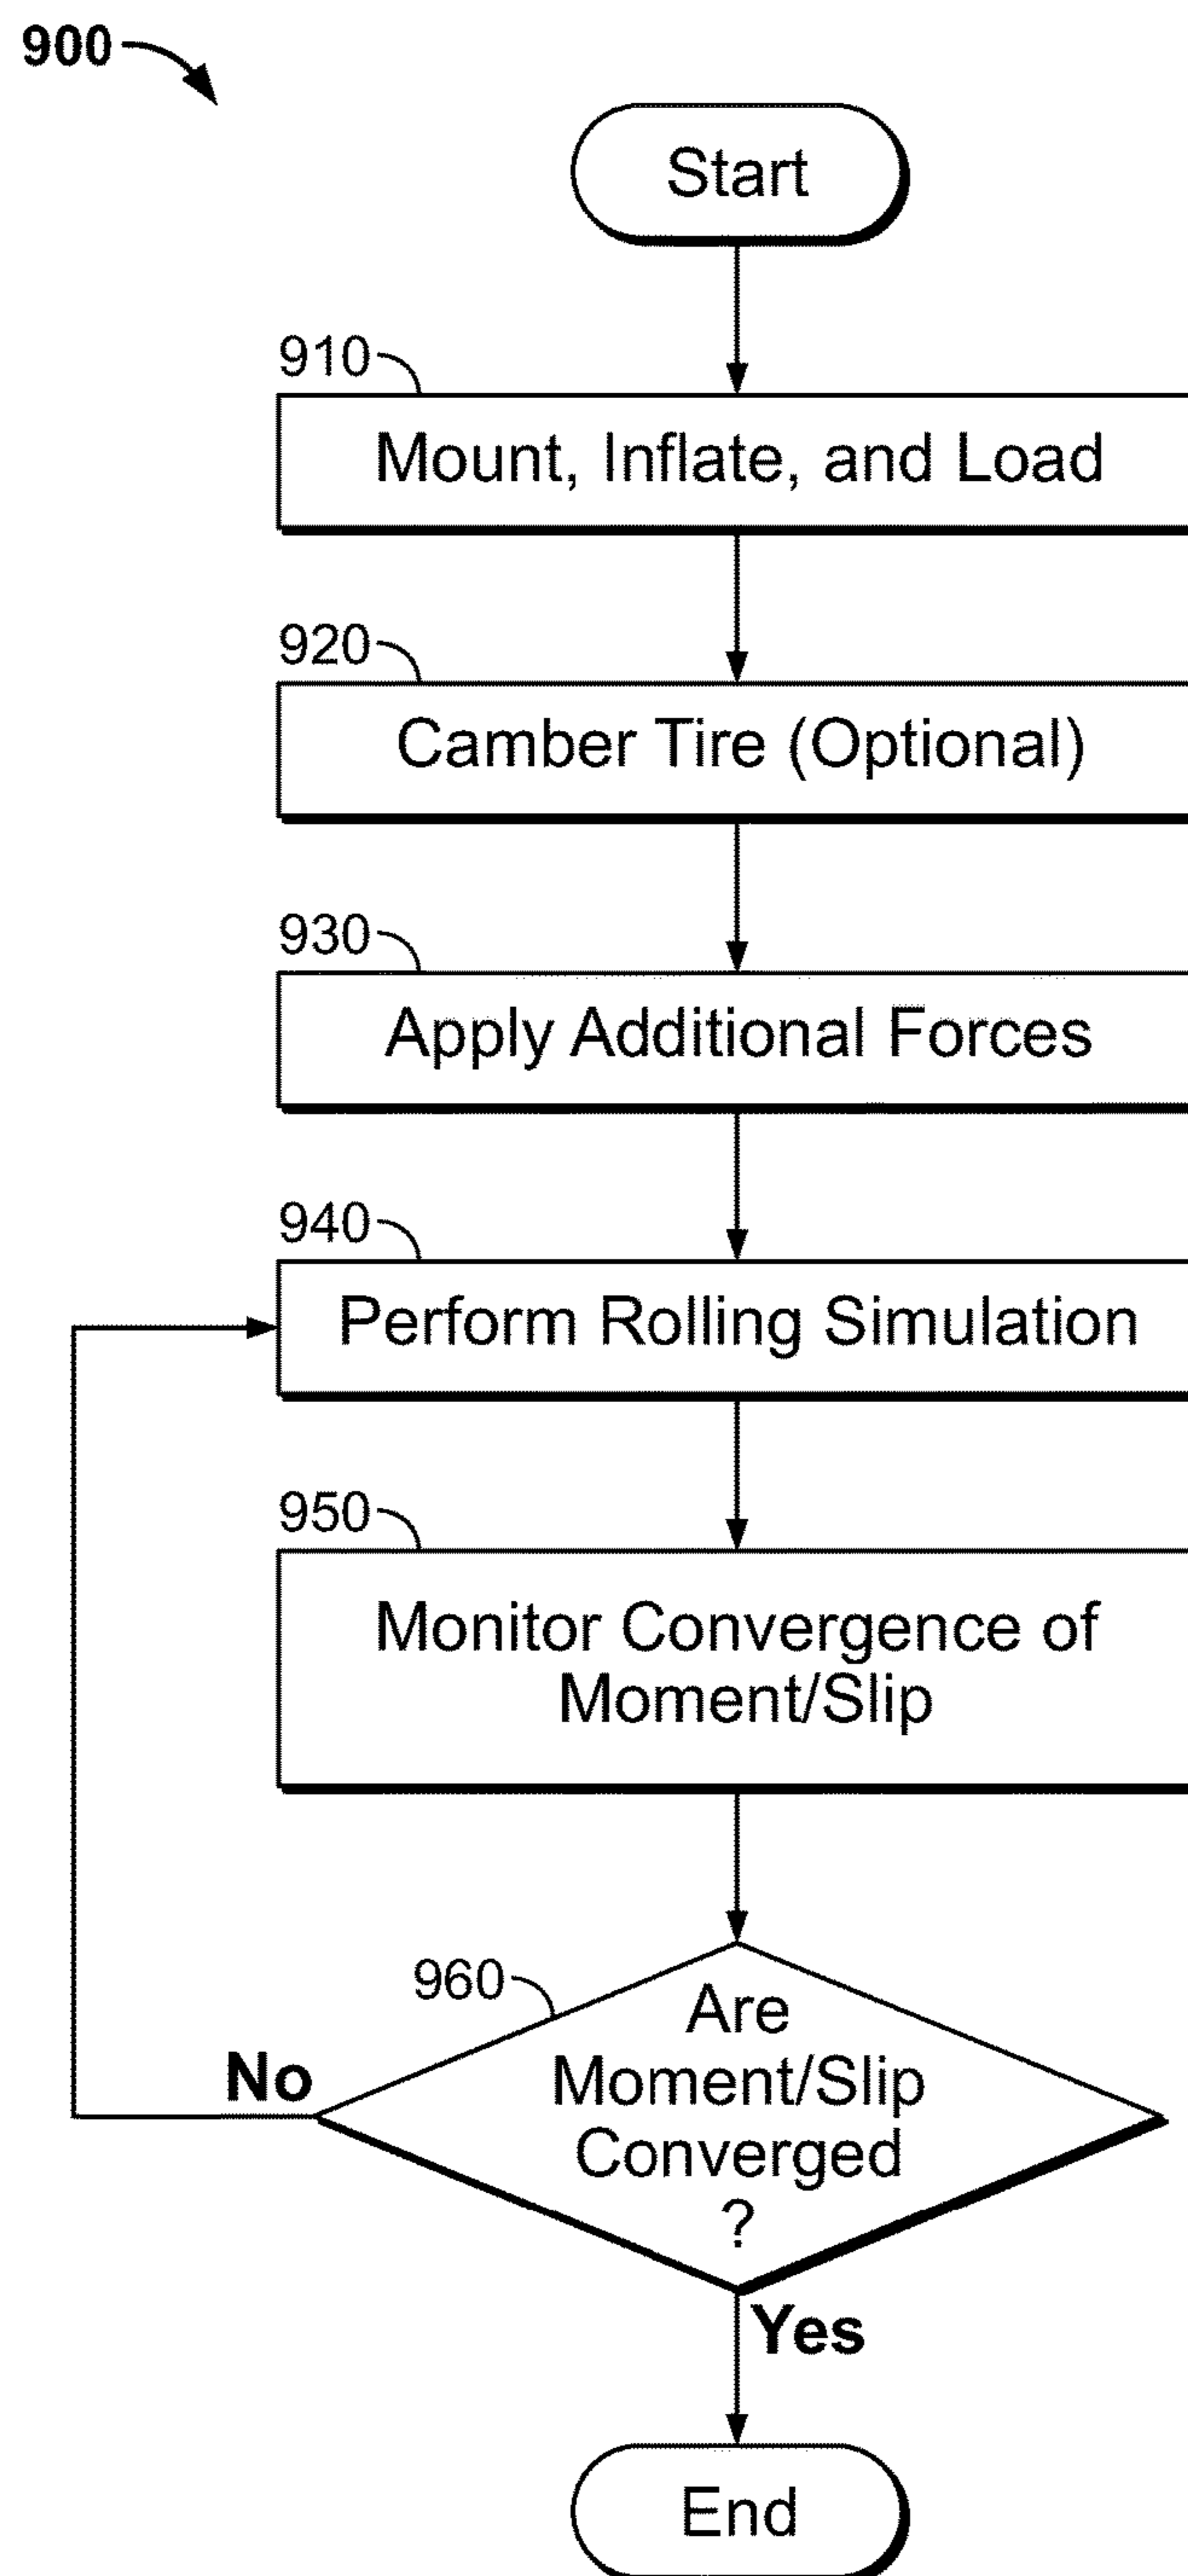 900
Start
910
Mount, Inflate, and Load
920
Camber Tire (Optional)
930
Apply Additional Forces
940
Perform Rolling Simulation
950
Monitor Convergence of
Moment/Slip
960
Are
Moment/Slip
Converged
?
No
Yes
End